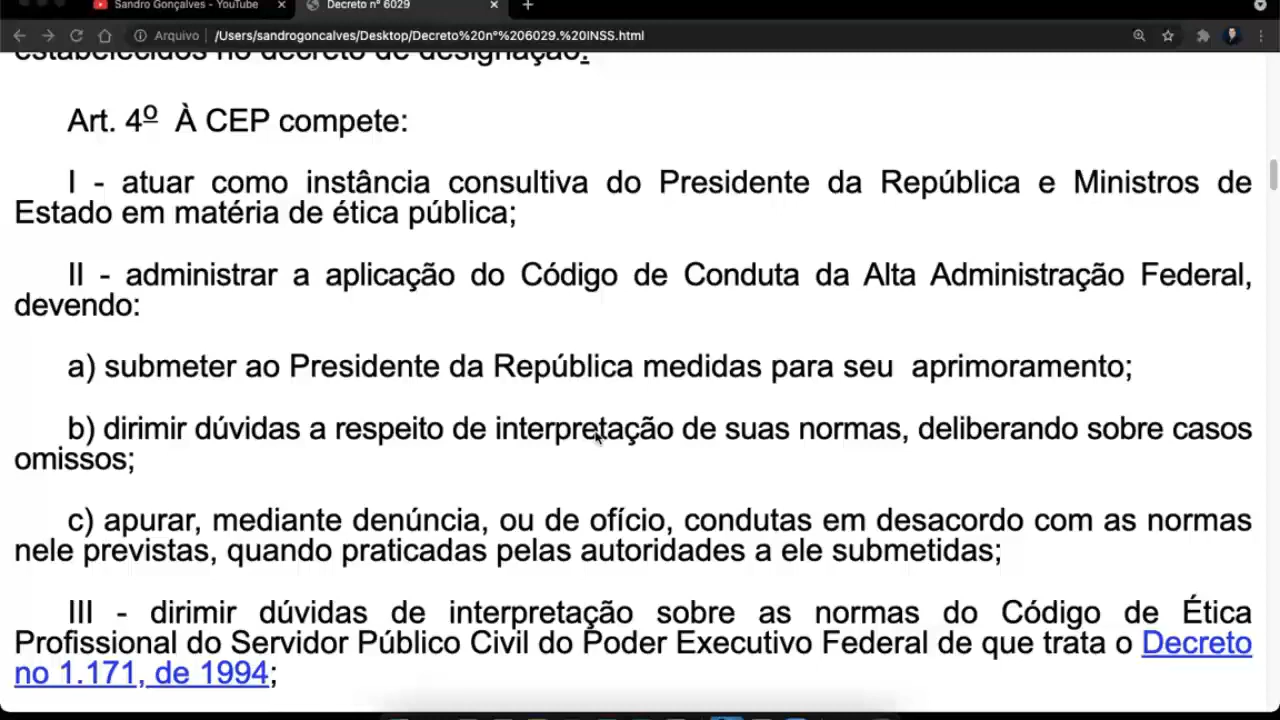 Sandro Gonçalves - YouTube
Decreto nº 6029
Arquivo
/Users/sandrogoncalves/Desktop/Decreto%20n°%206029.%20INSS.html
estabelecidos no decreto de designação.
Art. 4º À CEP compete:
I - atuar como instância consultiva do Presidente da República e Ministros de
Estado em matéria de ética pública;
II - administrar a aplicação do Código de Conduta da Alta Administração Federal,
devendo:
a) submeter ao Presidente da República medidas para seu aprimoramento;
b) dirimir dúvidas a respeito de interpretação de suas normas, deliberando sobre casos
omissos;
c) apurar, mediante denúncia, ou de ofício, condutas em desacordo com as normas
nele previstas, quando praticadas pelas autoridades a ele submetidas;
III - dirimir dúvidas de interpretação sobre as normas do Código de Ética
Profissional do Servidor Público Civil do Poder Executivo Federal de que trata o Decreto
no 1.171, de 1994;